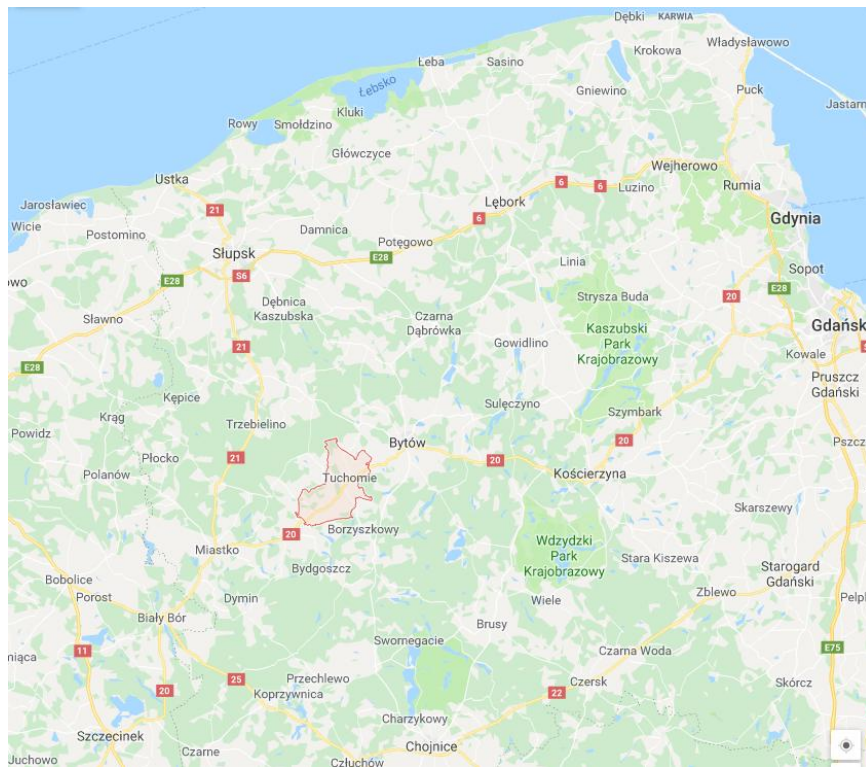 Dębki
KARWIA
Władysławowo
Krokowa
Łeba
Sasino
Gniewino
Puck
Jastarn
Łebsko
Kluki
Rowy
Smołdzino
Główczyce
Wejherowo
Ustka
6
6
Luzino
Rumia
Lębork
Jarosławiec
21
6
Gdynia
Wicie
Postomino
Damnica
Potęgowo
Słupsk
E28
Linia
Sopot
owo
E28
S6
E28
Strysza Buda
20
Dębnica
Kaszubska
Sławno
Czarna
Dąbrówka
Kaszubski
Park
Krajobrazowy
Gdańsk
21
Gowidlino
Kowale
S
E28
Pruszcz
Gdański
Kępice
Sulęczyno
Krąg
Trzebielino
Szymbark
Powidz
Bytów
20
Pszcz
Płocko
21
20
Polanów
Tuchomie
Kościerzyna
Skarszewy
20
Borzyszkowy
Wdzydzki
Park
Krajobrazowy
Miastko
Stara Kiszewa
Starogard
Gdański
Bydgoszcz
Bobolice
Porost
Dymin
Wiele
Zblewo
Pelpl
Biały Bór
Brusy
Swornegacie
11
Czarna Woda
E75
miąca
25
Przechlewo
Czersk
Skórcz
20
Koprzywnica
22
Charzykowy
Szczecinek
Chojnice
Juchowo
Czarne
Człuchów